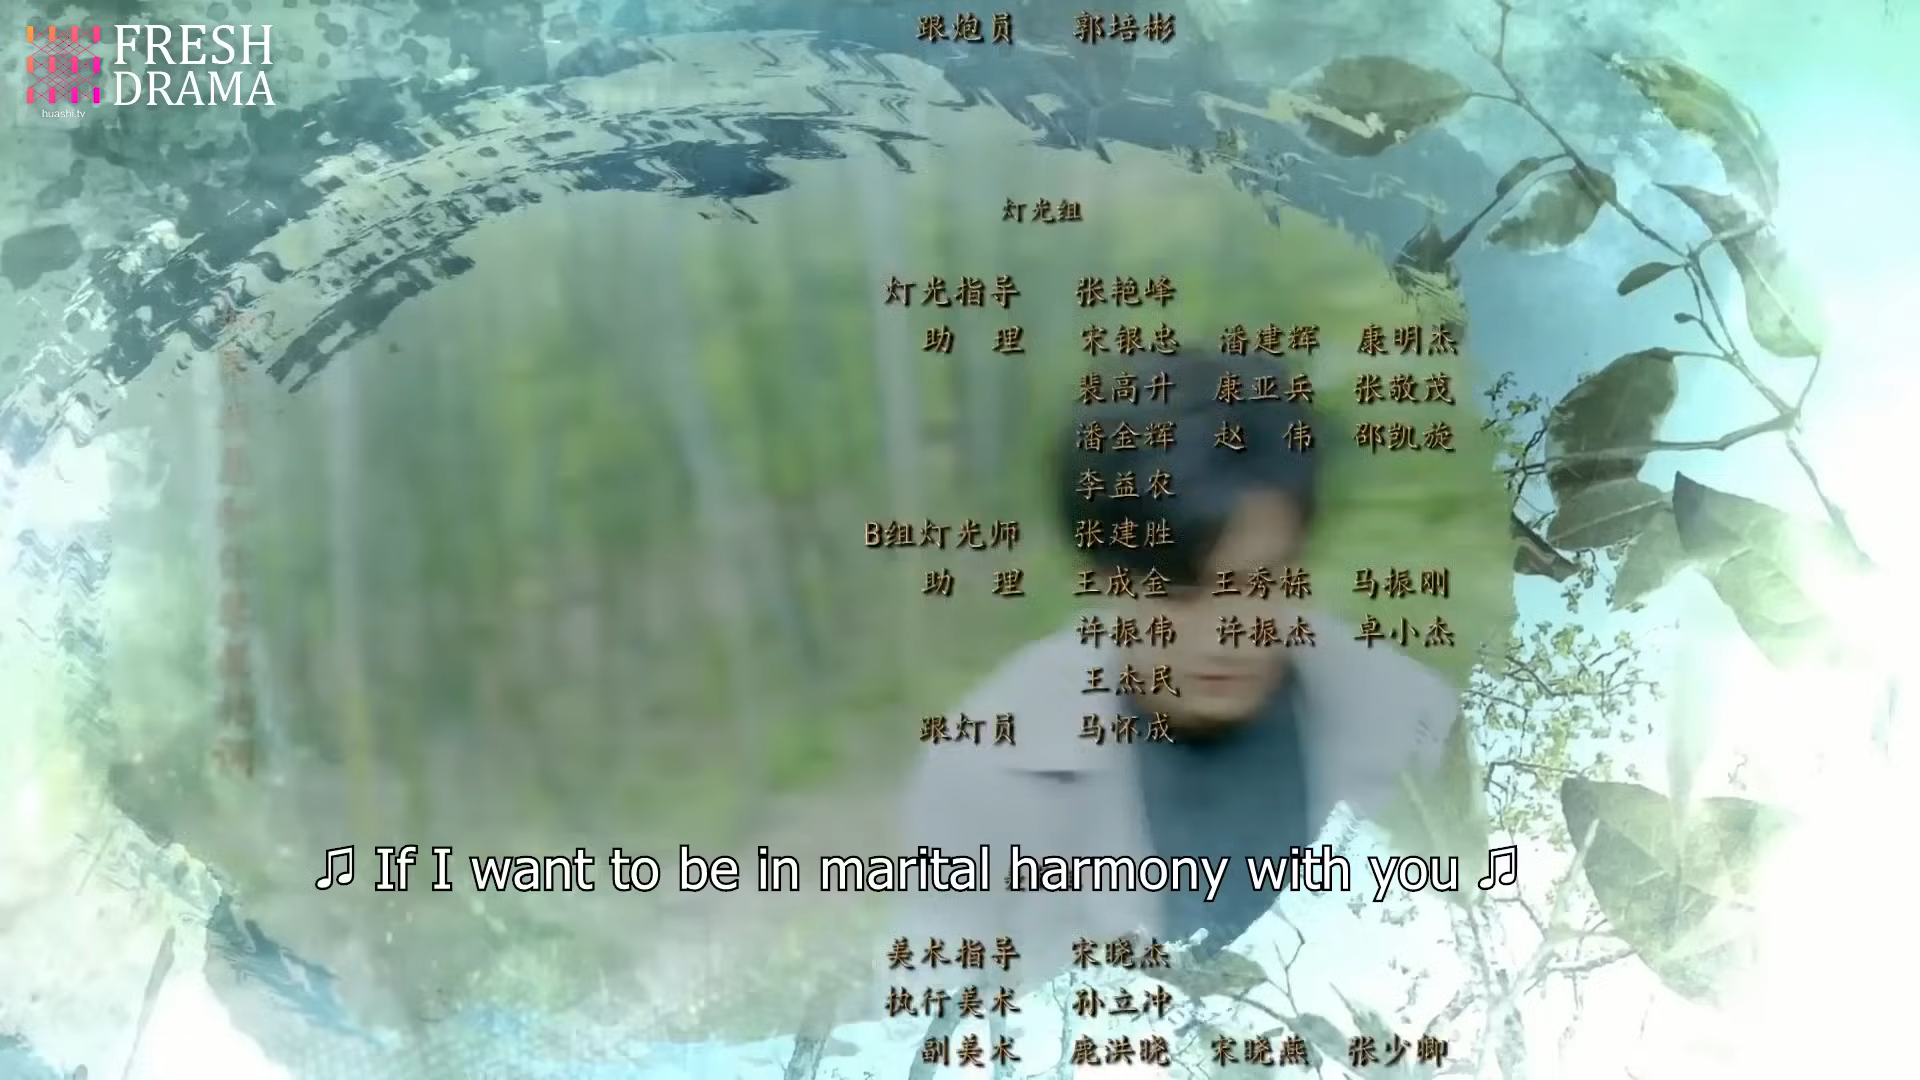 FRESH
DRAMA
huashi.tv
跟炮员 郭培彬
灯光组
灯光指导 张艳峰
助 理 宋银忠 潘建辉 康明杰
裴高升 康亚兵 张敬茂
潘金辉 赵 伟 邵凯旋
李益农
B组灯光师 张建胜
助 理 王成金 王秀栋 马振刚
许振伟 许振杰 卓小杰
王杰民
跟灯员 马怀成
♫ If I want to be in marital harmony with you ♫
美术指导 宋晓杰
执行美术 孙立冲
副美术 鹿洪晓 宋晓燕 张少卿